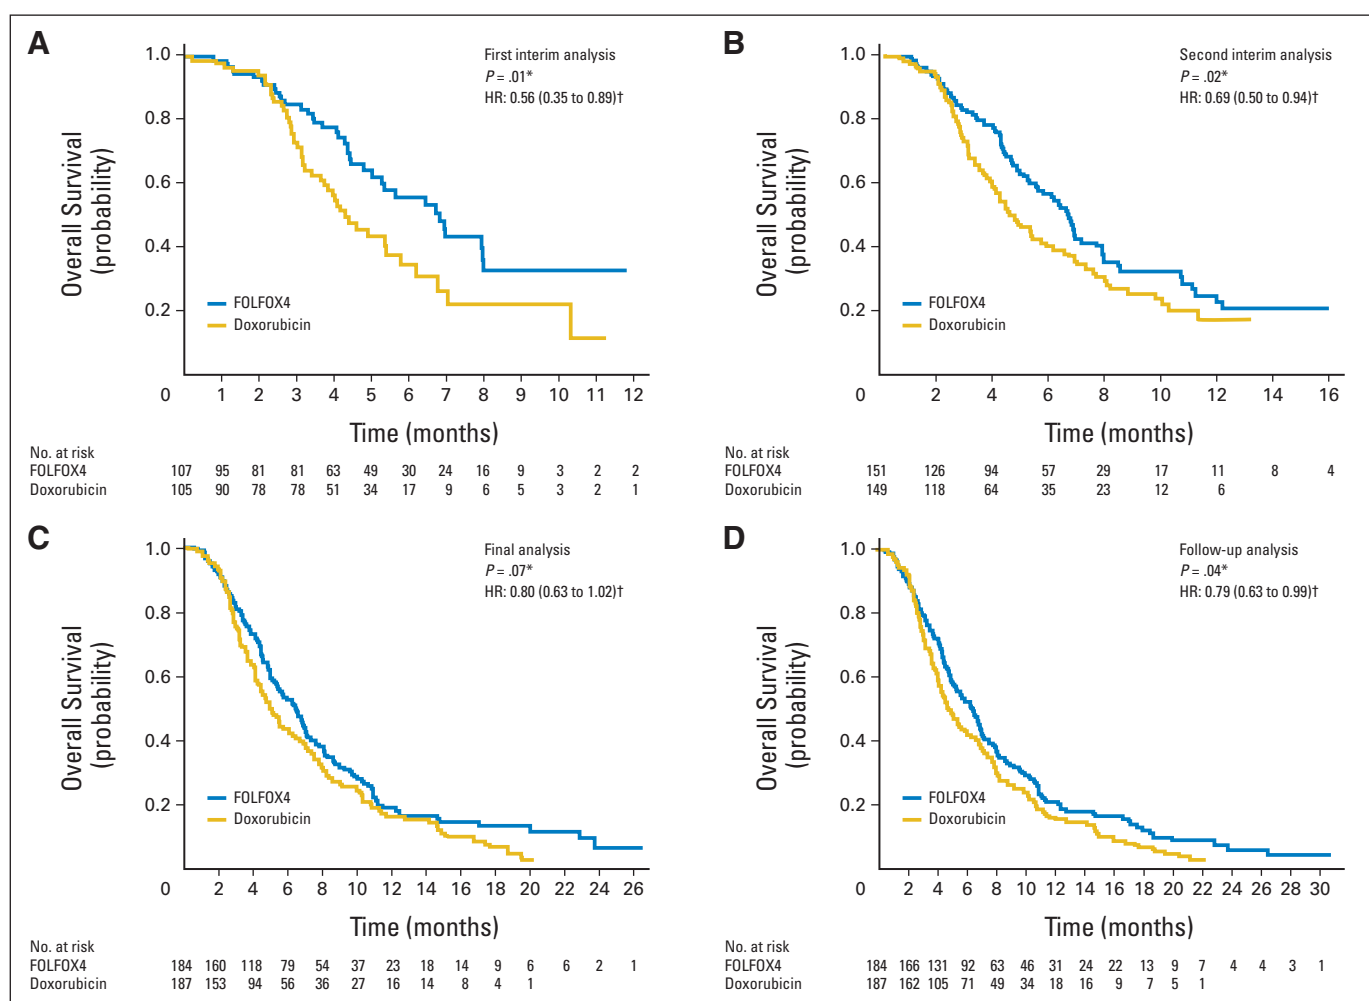 A
1.0
0.8
0.6
0.4
0.2
0
Overall Survival
(probability)
First interim analysis
P = .01*
HR: 0.56 (0.35 to 0.89)†
FOLFOX4
Doxorubicin
1 2 3 4 5 6 7 8 9 10 11 12
Time (months)
No. at risk
FOLFOX4 107 95 81 81 63 49 30 24 16 9 3 2 2
Doxorubicin 105 90 78 78 51 34 17 9 6 5 3 2 1
B
1.0
0.8
0.6
0.4
0.2
0
Overall Survival
(probability)
Second interim analysis
P = .02*
HR: 0.69 (0.50 to 0.94)†
FOLFOX4
Doxorubicin
2 4 6 8 10 12 14 16
Time (months)
No. at risk
FOLFOX4 151 126 94 57 29 17 11 8 4
Doxorubicin 149 118 64 35 23 12 6
C
1.0
0.8
0.6
0.4
0.2
0
Overall Survival
(probability)
Final analysis
P = .07*
HR: 0.80 (0.63 to 1.02)†
FOLFOX4
Doxorubicin
2 4 6 8 10 12 14 16 18 20 22 24 26
Time (months)
No. at risk
FOLFOX4 184 160 118 79 54 37 23 18 14 9 6 6 2 1
Doxorubicin 187 153 94 56 36 27 16 14 8 4 1
D
1.0
0.8
0.6
0.4
0.2
0
Overall Survival
(probability)
Follow-up analysis
P = .04*
HR: 0.79 (0.63 to 0.99)†
FOLFOX4
Doxorubicin
2 4 6 8 10 12 14 16 18 20 22 24 26 28 30
Time (months)
No. at risk
FOLFOX4 184 166 131 92 63 46 31 24 22 13 9 7 4 4 3 1
Doxorubicin 187 162 105 71 49 34 18 16 9 7 5 1